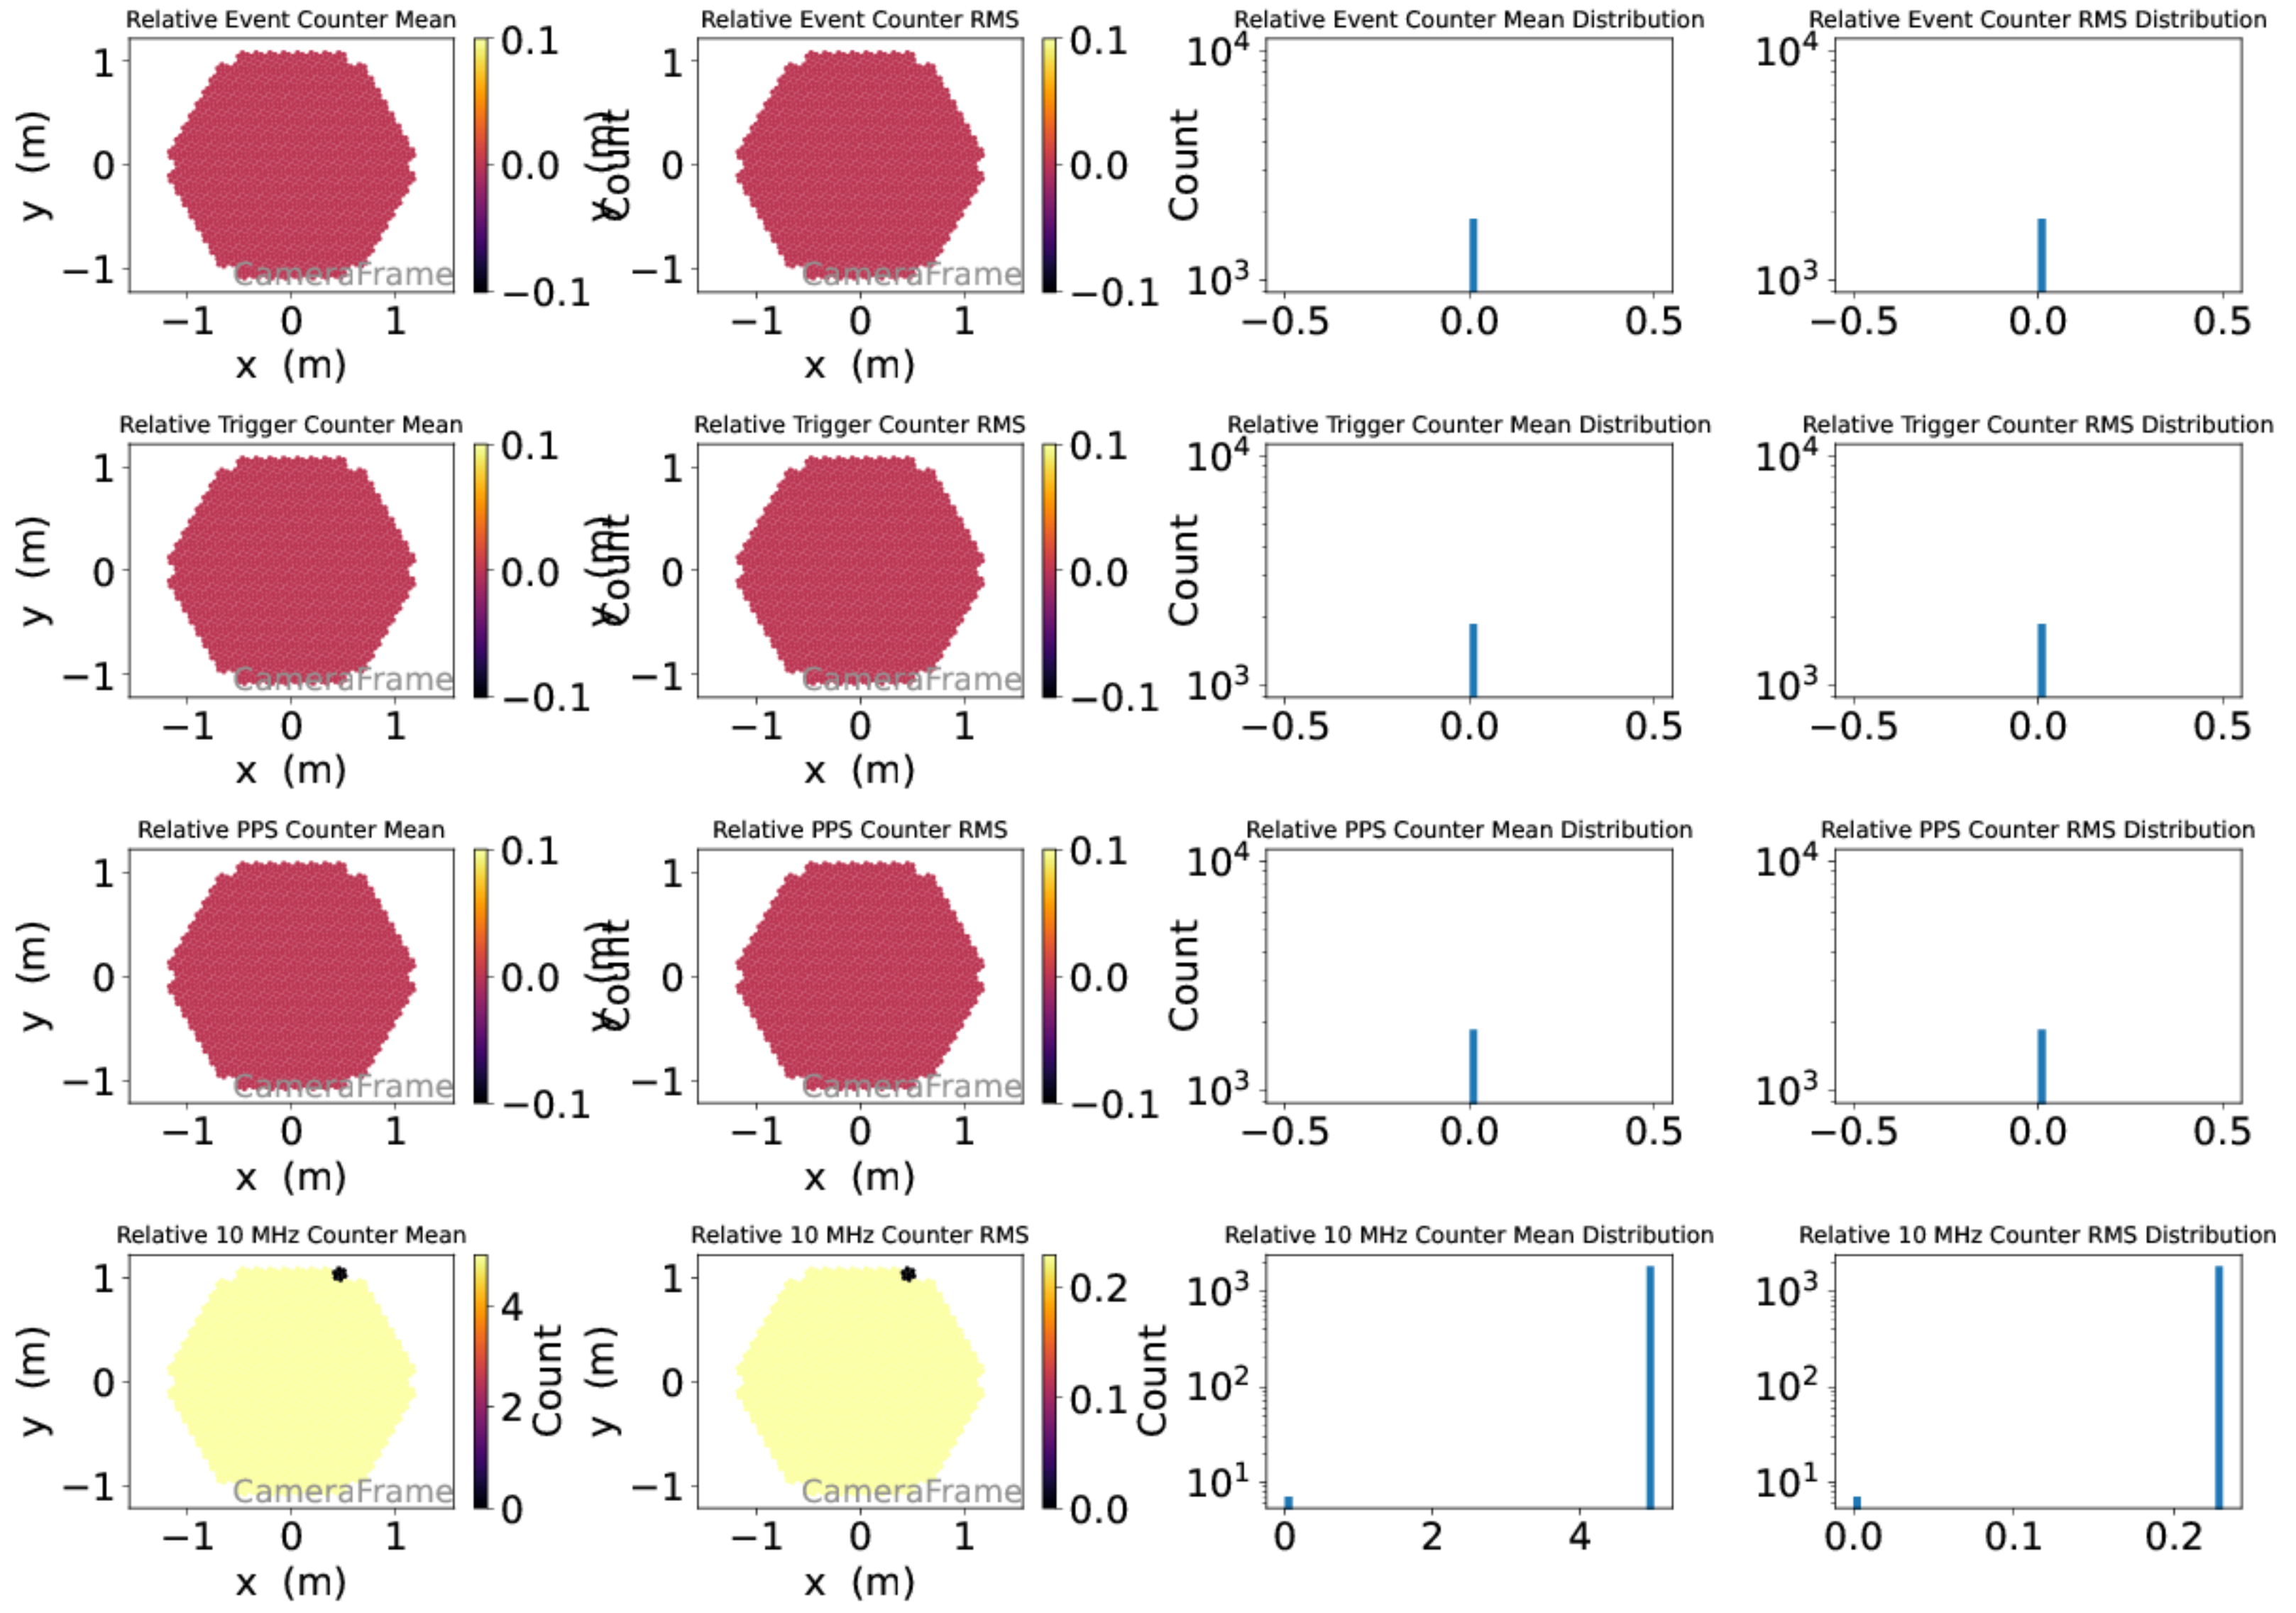 Relative Event Counter Mean
Relative Event Counter RMS
Relative Event Counter Mean Distribution
Relative Event Counter RMS Distribution
y (m)
1
0
−1
CameraFrame
−1 0 1
x (m)
0.1
0.0
−0.1
Count
y (m)
1
0
−1
CameraFrame
−1 0 1
x (m)
0.1
0.0
−0.1
Count
10⁴
10³
−0.5 0.0 0.5
10⁴
10³
−0.5 0.0 0.5
Relative Trigger Counter Mean
Relative Trigger Counter RMS
Relative Trigger Counter Mean Distribution
Relative Trigger Counter RMS Distribution
y (m)
1
0
−1
CameraFrame
−1 0 1
x (m)
0.1
0.0
−0.1
Count
y (m)
1
0
−1
CameraFrame
−1 0 1
x (m)
0.1
0.0
−0.1
Count
10⁴
10³
−0.5 0.0 0.5
10⁴
10³
−0.5 0.0 0.5
Relative PPS Counter Mean
Relative PPS Counter RMS
Relative PPS Counter Mean Distribution
Relative PPS Counter RMS Distribution
y (m)
1
0
−1
CameraFrame
−1 0 1
x (m)
0.1
0.0
−0.1
Count
y (m)
1
0
−1
CameraFrame
−1 0 1
x (m)
0.1
0.0
−0.1
Count
10⁴
10³
−0.5 0.0 0.5
10⁴
10³
−0.5 0.0 0.5
Relative 10 MHz Counter Mean
Relative 10 MHz Counter RMS
Relative 10 MHz Counter Mean Distribution
Relative 10 MHz Counter RMS Distribution
y (m)
1
0
−1
CameraFrame
−1 0 1
x (m)
4
2
0
Count
y (m)
1
0
−1
CameraFrame
−1 0 1
x (m)
0.2
0.1
0.0
Count
10³
10²
10¹
0 2 4
10³
10²
10¹
0.0 0.1 0.2